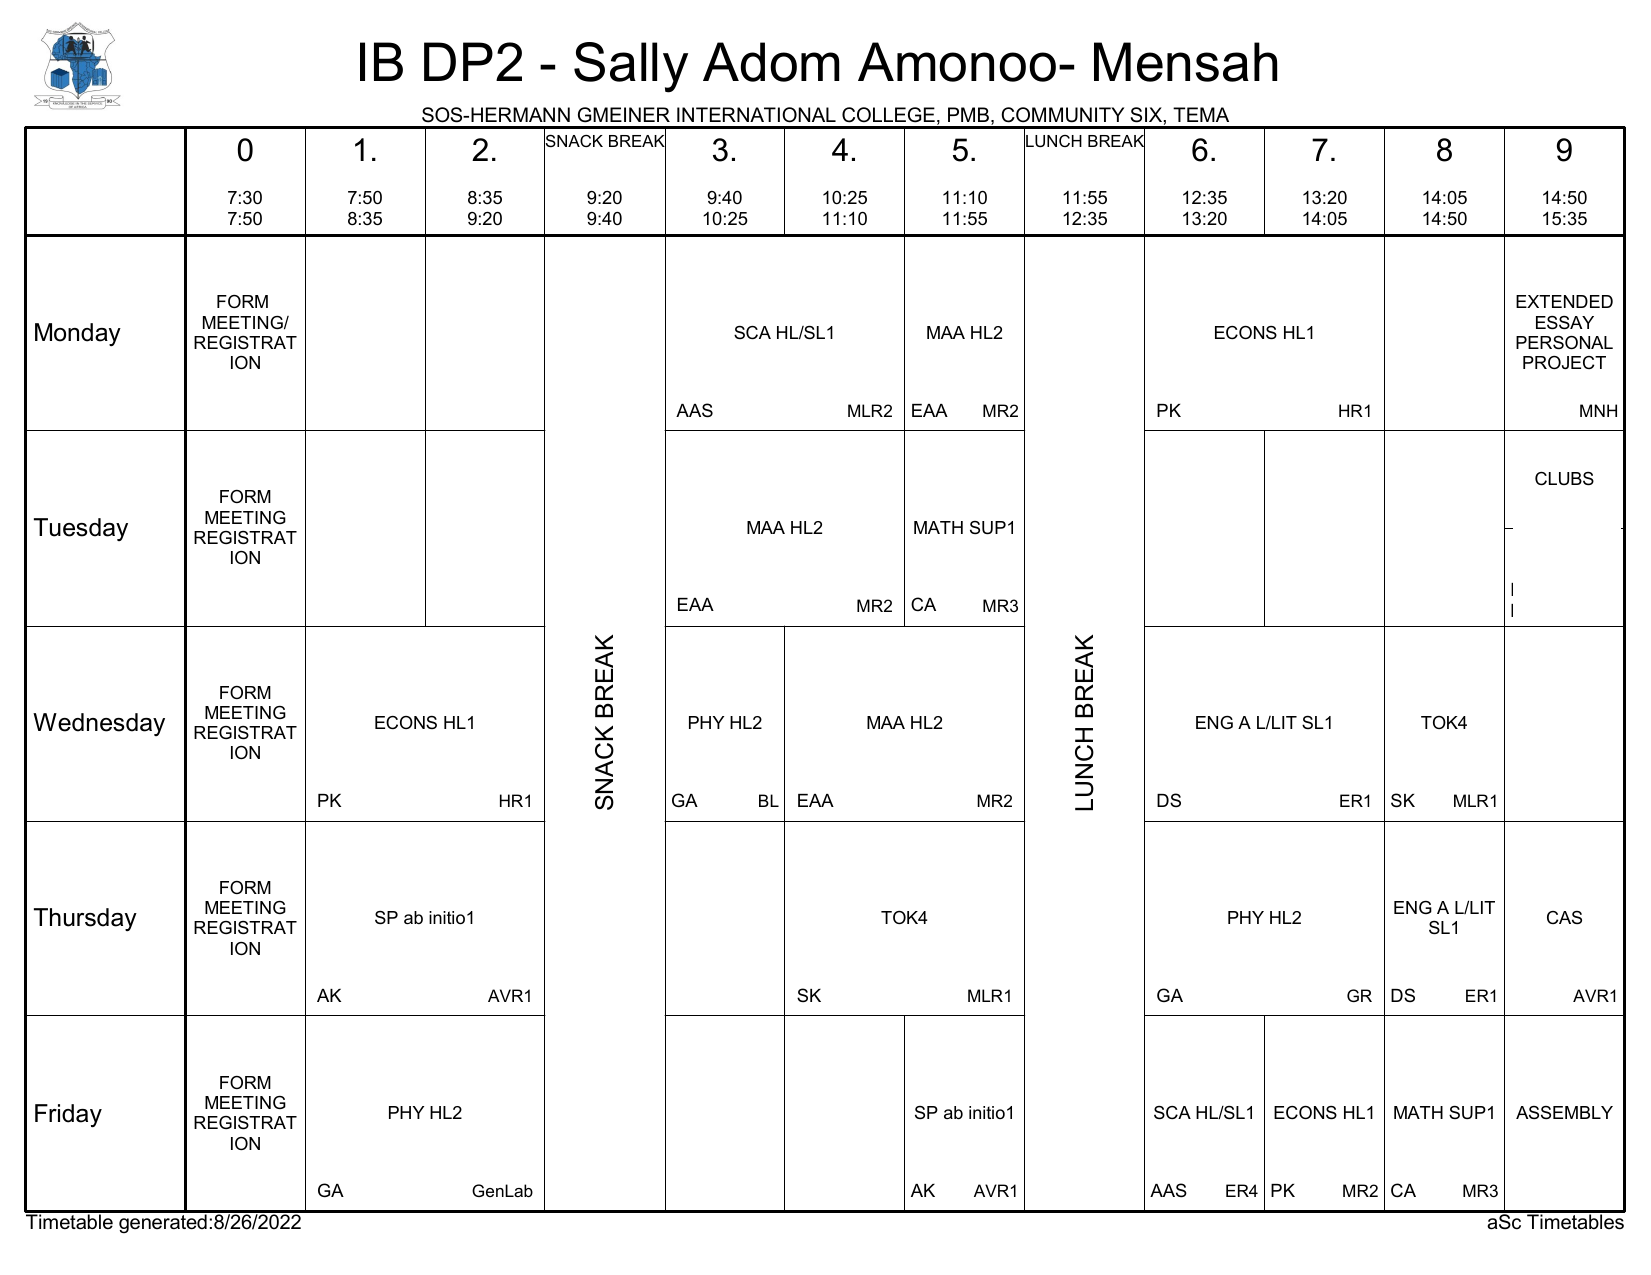 IB DP2 - Sally Adom Amonoo- Mensah
SOS-HERMANN GMEINER INTERNATIONAL COLLEGE, PMB, COMMUNITY SIX, TEMA
0 1. 2. SNACK BREAK 3. 4. 5. LUNCH BREAK 6. 7. 8 9
7:30 7:50 8:35 9:20 9:40 10:25 11:10 11:55 12:35 13:20 14:05 14:50
7:50 8:35 9:20 9:40 10:25 11:10 11:55 12:35 13:20 14:05 14:50 15:35
Monday
FORM
MEETING/
REGISTRAT
ION
SCA HL/SL1
AAS MLR2
MAA HL2
EAA MR2
ECONS HL1
PK HR1
EXTENDED
ESSAY
PERSONAL
PROJECT
MNH
Tuesday
FORM
MEETING
REGISTRAT
ION
MAA HL2
EAA MR2
MATH SUP1
CA MR3
CLUBS
Wednesday
FORM
MEETING
REGISTRAT
ION
ECONS HL1
PK HR1
SNACK BREAK
PHY HL2
GA BL
MAA HL2
EAA MR2
LUNCH BREAK
ENG A L/LIT SL1
DS ER1
TOK4
SK MLR1
Thursday
FORM
MEETING
REGISTRAT
ION
SP ab initio1
AK AVR1
TOK4
SK MLR1
PHY HL2
GA GR
ENG A L/LIT
SL1
DS ER1
CAS
AVR1
Friday
FORM
MEETING
REGISTRAT
ION
PHY HL2
GA GenLab
SP ab initio1
AK AVR1
SCA HL/SL1
AAS ER4
ECONS HL1
PK MR2
MATH SUP1
CA MR3
ASSEMBLY
Timetable generated:8/26/2022
aSc Timetables